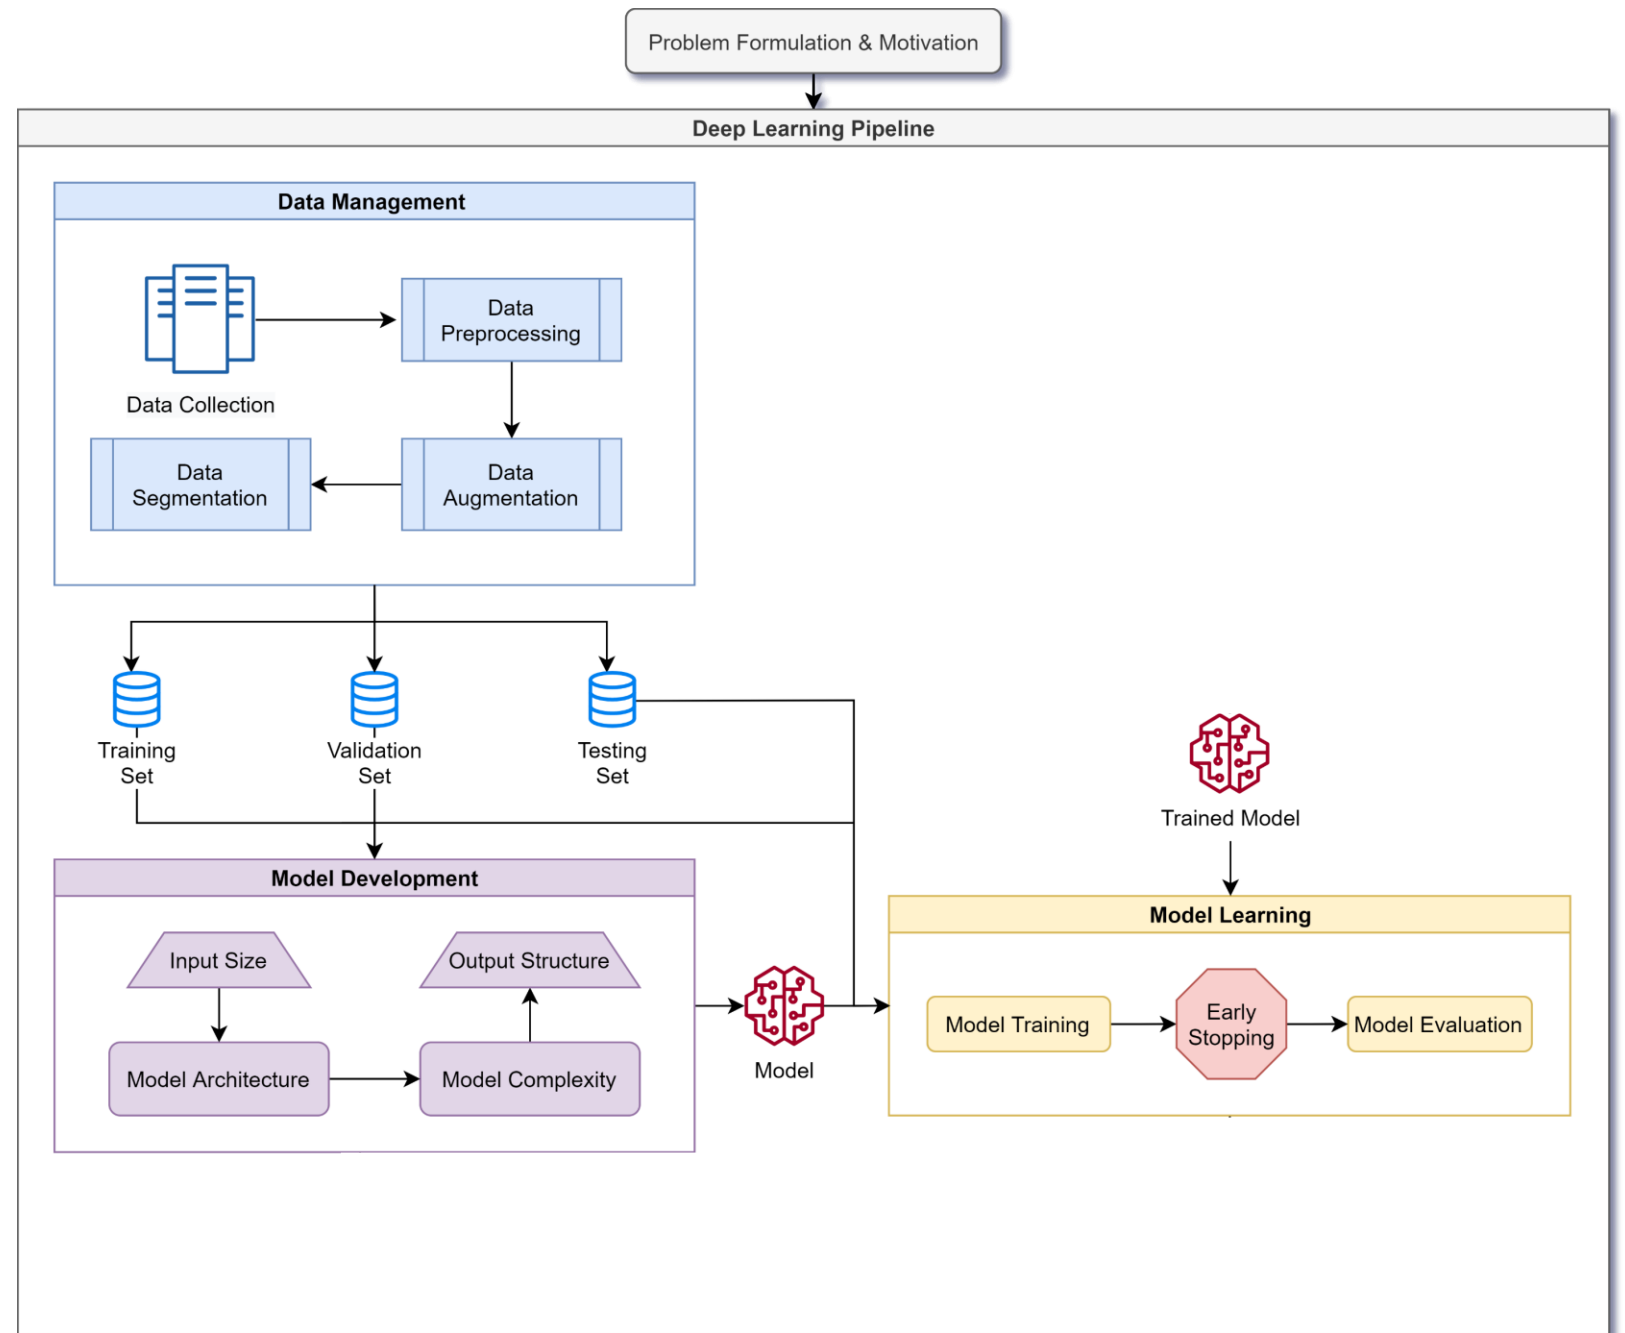 Problem Formulation & Motivation
Deep Learning Pipeline
Data Management
Data
Preprocessing
Data Collection
Data
Segmentation
Data
Augmentation
Training
Set
Validation
Set
Testing
Set
Trained Model
Model Development
Input Size
Output Structure
Model Architecture
Model Complexity
Model
Model Learning
Model Training
Early
Stopping
Model Evaluation